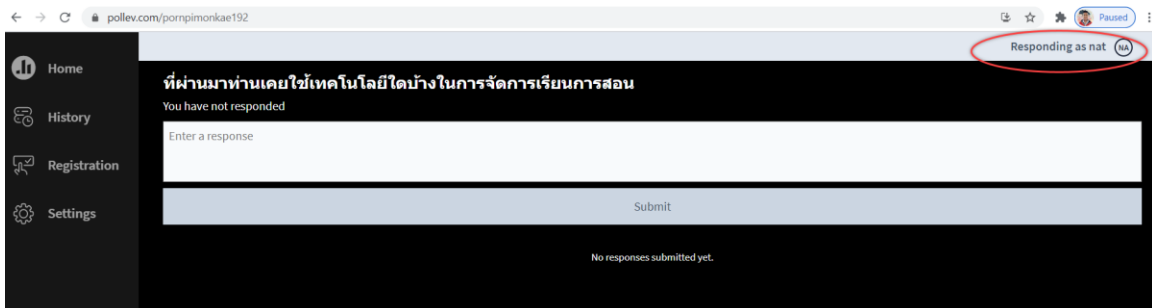 pollev.com/pornpimonkae192
Paused
Responding as nat NA
Home
History
Registration
Settings
ที่ผ่านมาท่านเคยใช้เทคโนโลยีใดบ้างในการจัดการเรียนการสอน
You have not responded
Enter a response
Submit
No responses submitted yet.